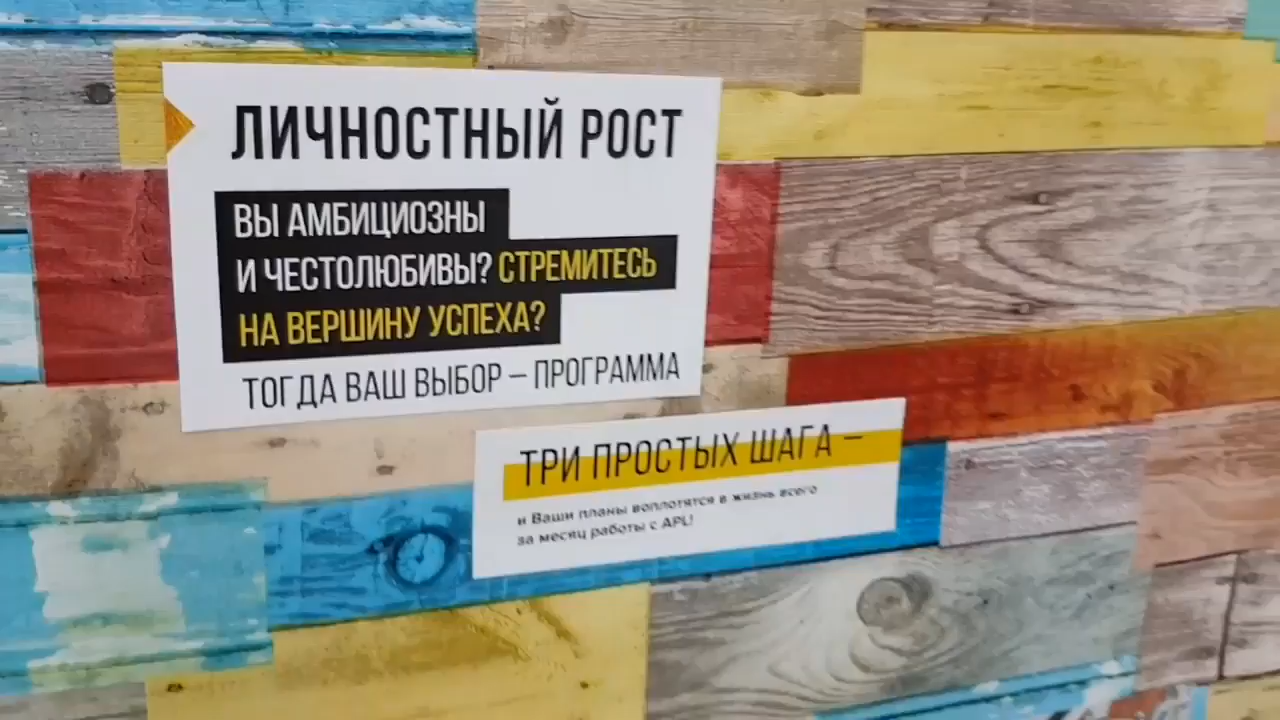 ЛИЧНОСТНЫЙ РОСТ
ВЫ АМБИЦИОЗНЫ
И ЧЕСТОЛЮБИВЫ? СТРЕМИТЕСЬ
НА ВЕРШИНУ УСПЕХА?
ТОГДА ВАШ ВЫБОР – ПРОГРАММА
ТРИ ПРОСТЫХ ШАГА –
и Ваши планы воплотятся в жизнь всего
за месяц работы с APL!